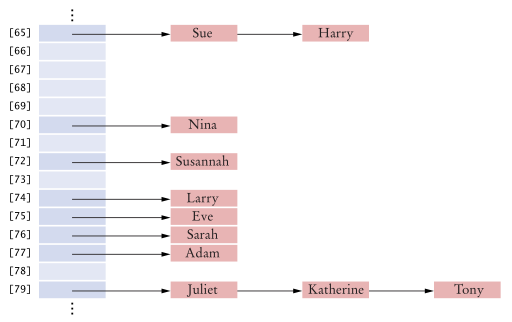 [65] Sue Harry
[66]
[67]
[68]
[69]
[70] Nina
[71]
[72] Susannah
[73]
[74] Larry
[75] Eve
[76] Sarah
[77] Adam
[78]
[79] Juliet Katherine Tony